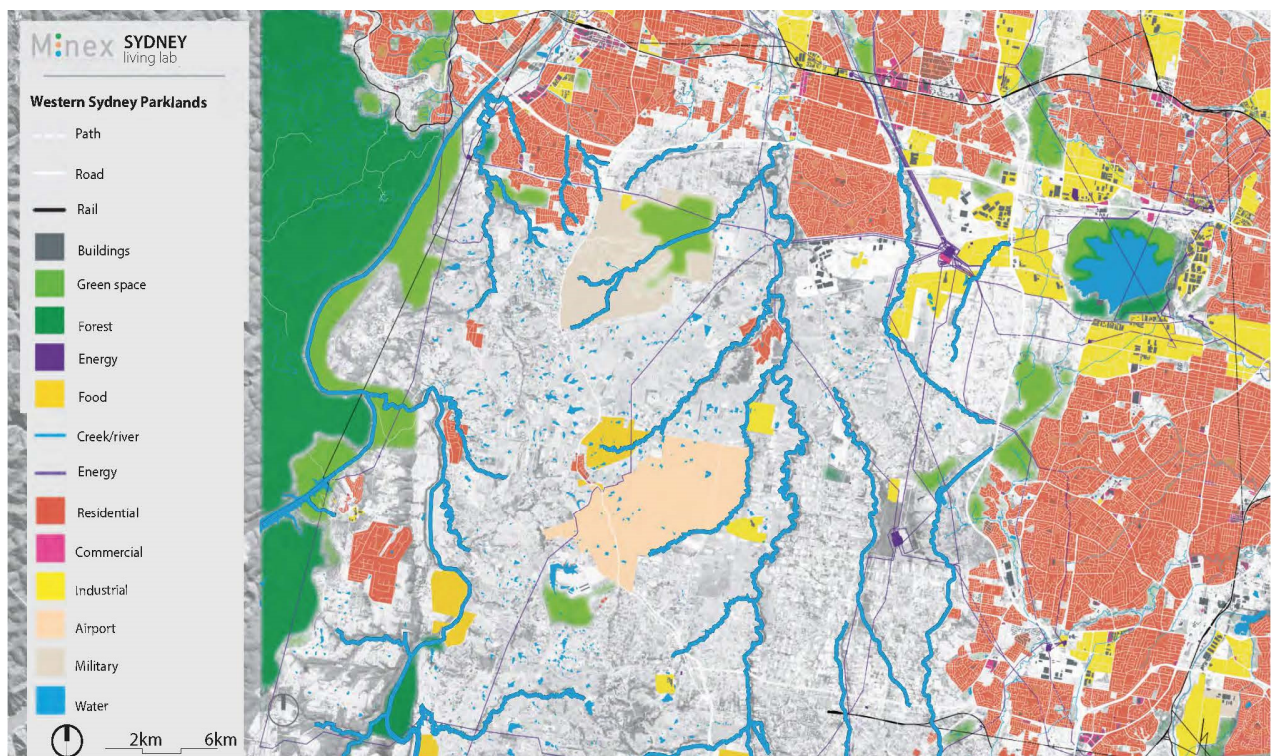 Minex SYDNEY
living lab
Western Sydney Parklands
Path
Road
Rail
Buildings
Green space
Forest
Energy
Food
Creek/river
Energy
Residential
Commercial
Industrial
Airport
Military
Water
2km 6km